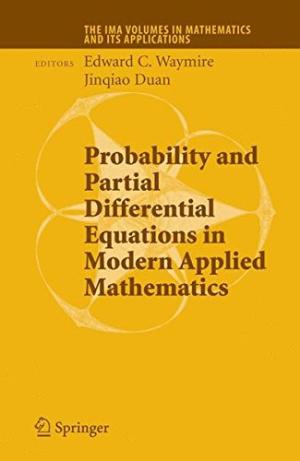 THE IMA VOLUMES IN MATHEMATICS
AND ITS APPLICATIONS
EDITORS Edward C. Waymire
Jinqiao Duan
Probability and
Partial
Differential
Equations in
Modern Applied
Mathematics
Springer